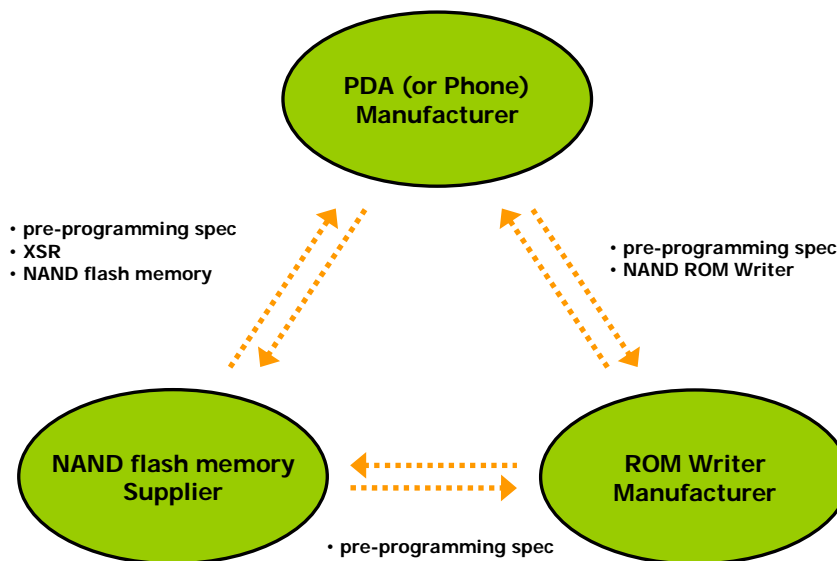 PDA (or Phone)
Manufacturer
• pre-programming spec
• XSR
• NAND flash memory
• pre-programming spec
• NAND ROM Writer
NAND flash memory
Supplier
ROM Writer
Manufacturer
• pre-programming spec